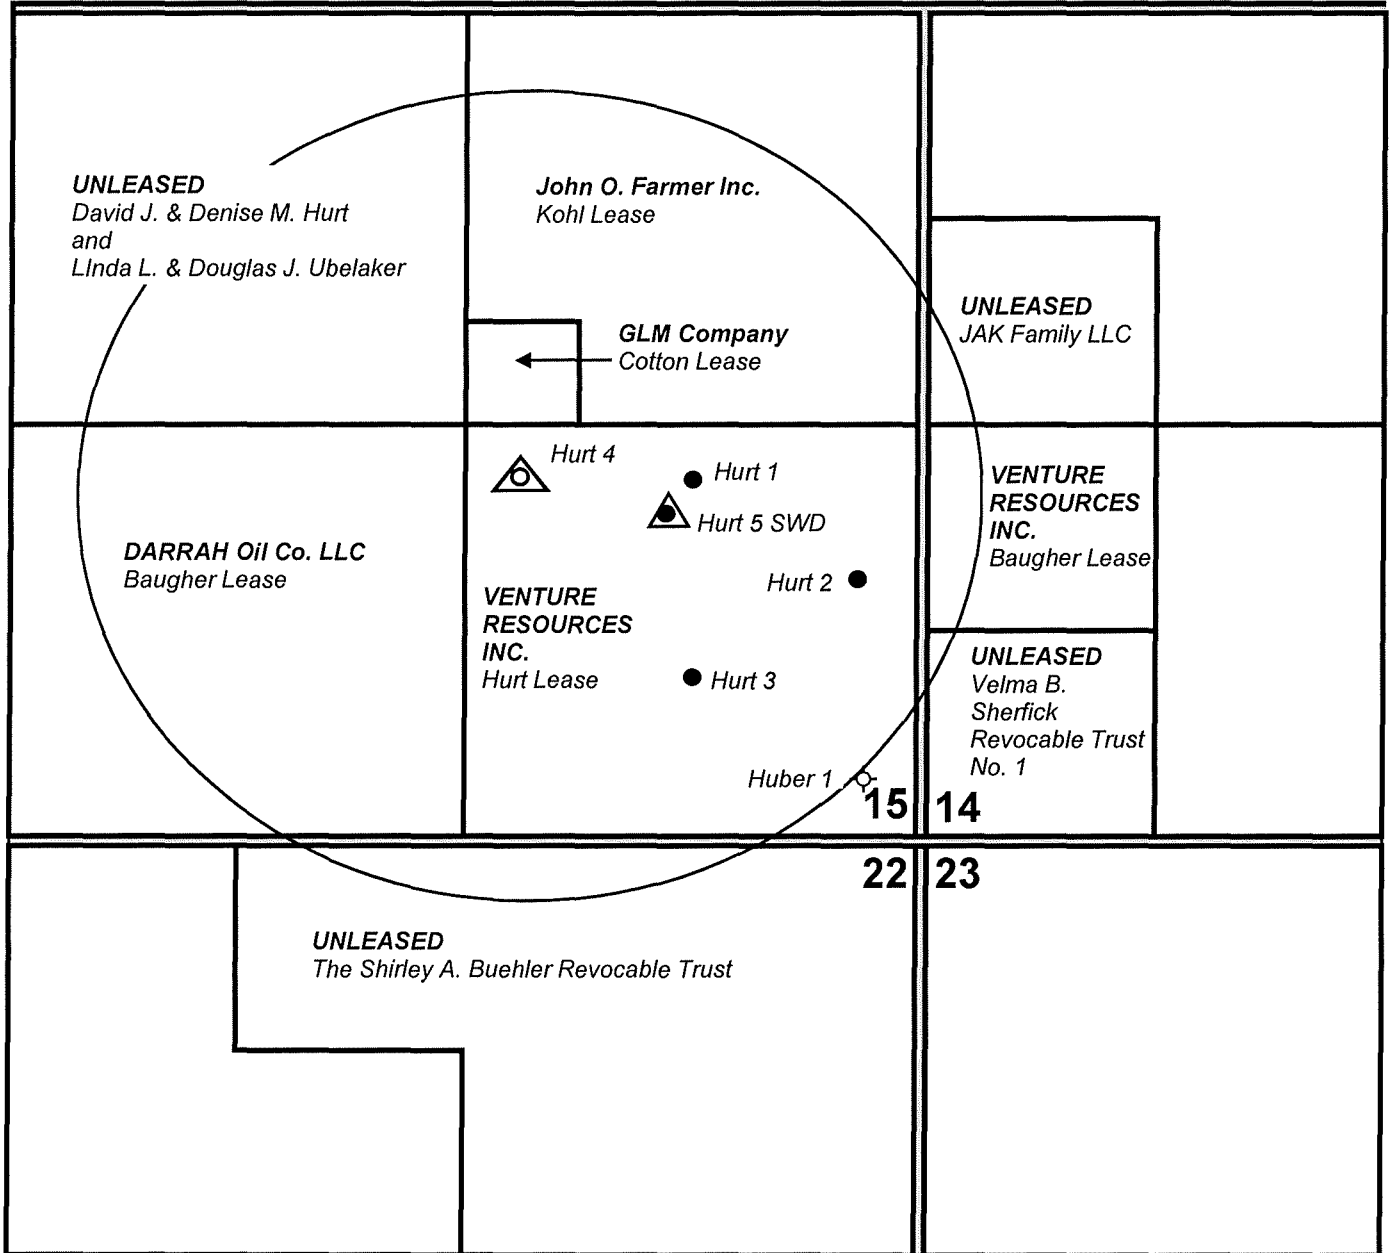 UNLEASED
David J. & Denise M. Hurt
and
LInda L. & Douglas J. Ubelaker
John O. Farmer Inc.
Kohl Lease
GLM Company
Cotton Lease
UNLEASED
JAK Family LLC
DARRAH Oil Co. LLC
Baugher Lease
Hurt 4
Hurt 1
Hurt 5 SWD
Hurt 2
VENTURE
RESOURCES
INC.
Hurt Lease
Hurt 3
Huber 1
VENTURE
RESOURCES
INC.
Baugher Lease
UNLEASED
Velma B.
Sherfick
Revocable Trust
No. 1
15 14
22 23
UNLEASED
The Shirley A. Buehler Revocable Trust